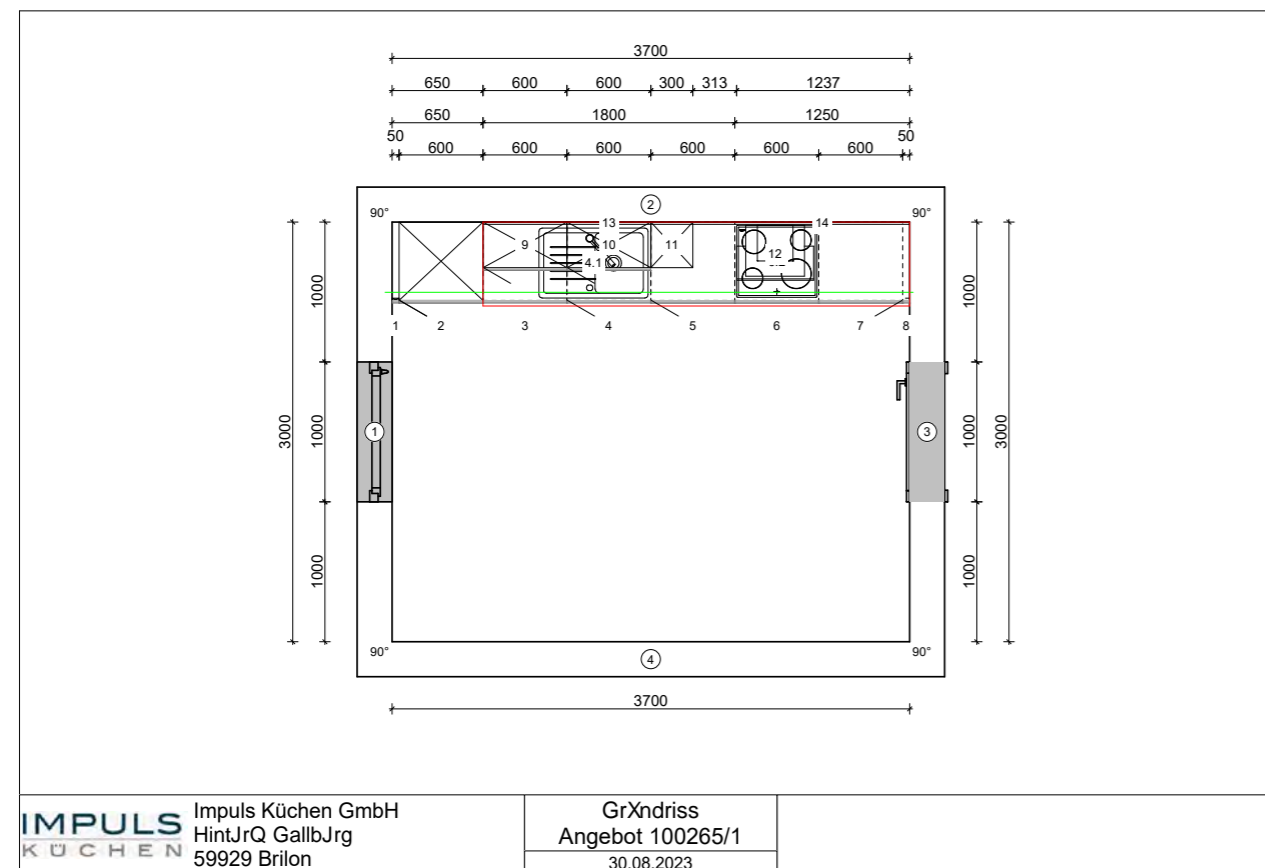 3700
650 600 600 300 313 1237
650 1800 1250
50 50
600 600 600 600 600 600
90° 2 90°
13 14
9 10 11 12
4.1
1000 1000
1 2 3 4 5 6 7 8
3000 1000 1 3 1000 3000
1000 1000
90° 4 90°
3700
IMPULS
KÜCHEN
Impuls Küchen GmbH
HintJrQ GallbJrg
59929 Brilon
GrXndriss
Angebot 100265/1
30.08.2023